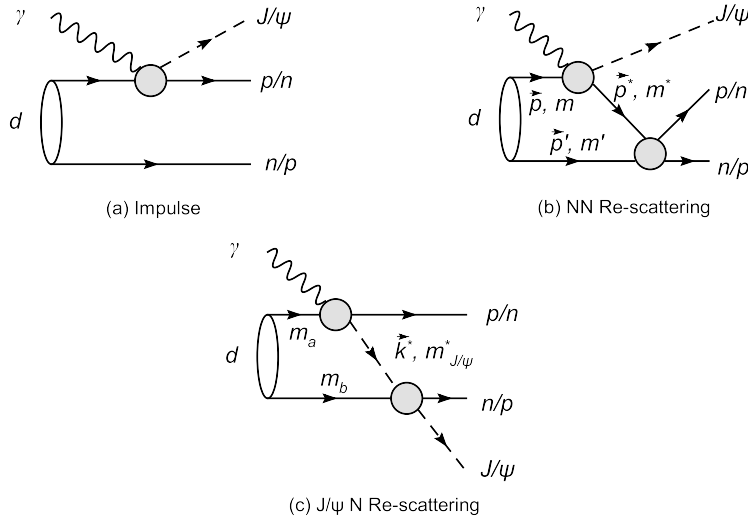 γ
J/ψ
p/n
d
n/p
(a) Impulse
γ
J/ψ
p⃗*, m*
p/n
p⃗, m
d
p⃗', m'
n/p
(b) NN Re-scattering
γ
p/n
m_a
k⃗*, m*_J/ψ
d
m_b
n/p
J/ψ
(c) J/ψ N Re-scattering